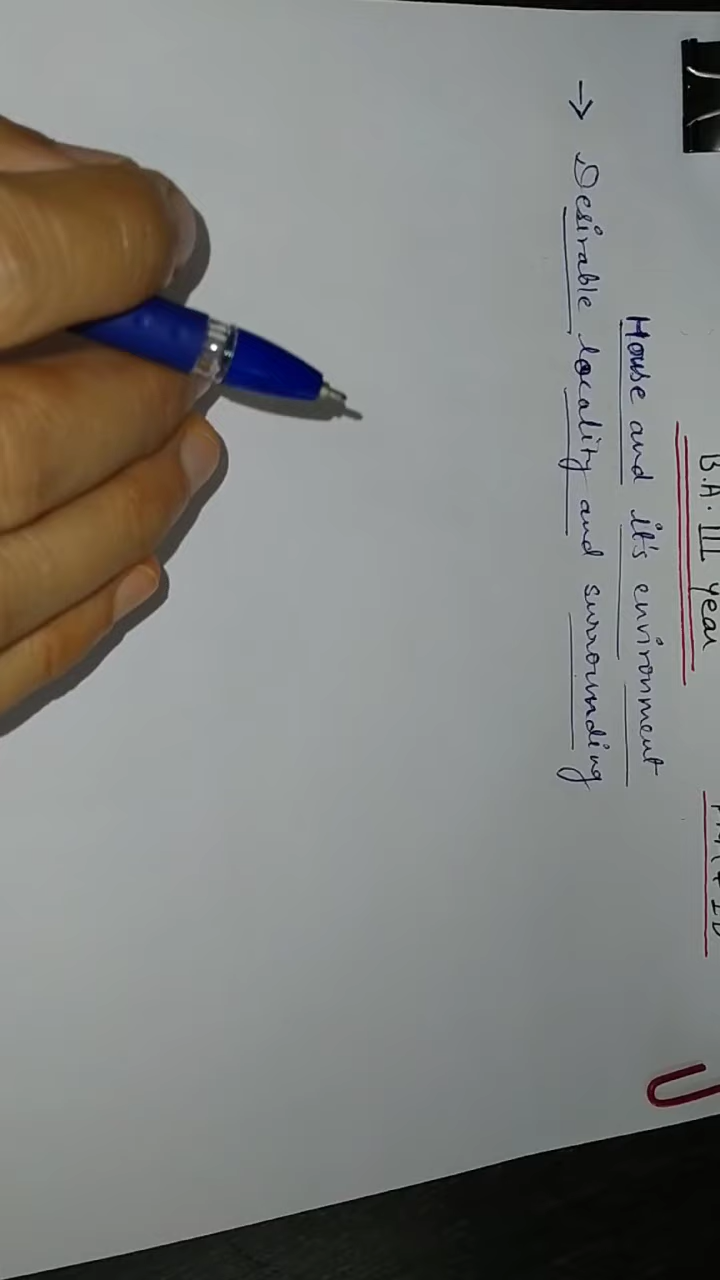 B.A. III year
House and it's environment
→ Desirable locality and surrounding